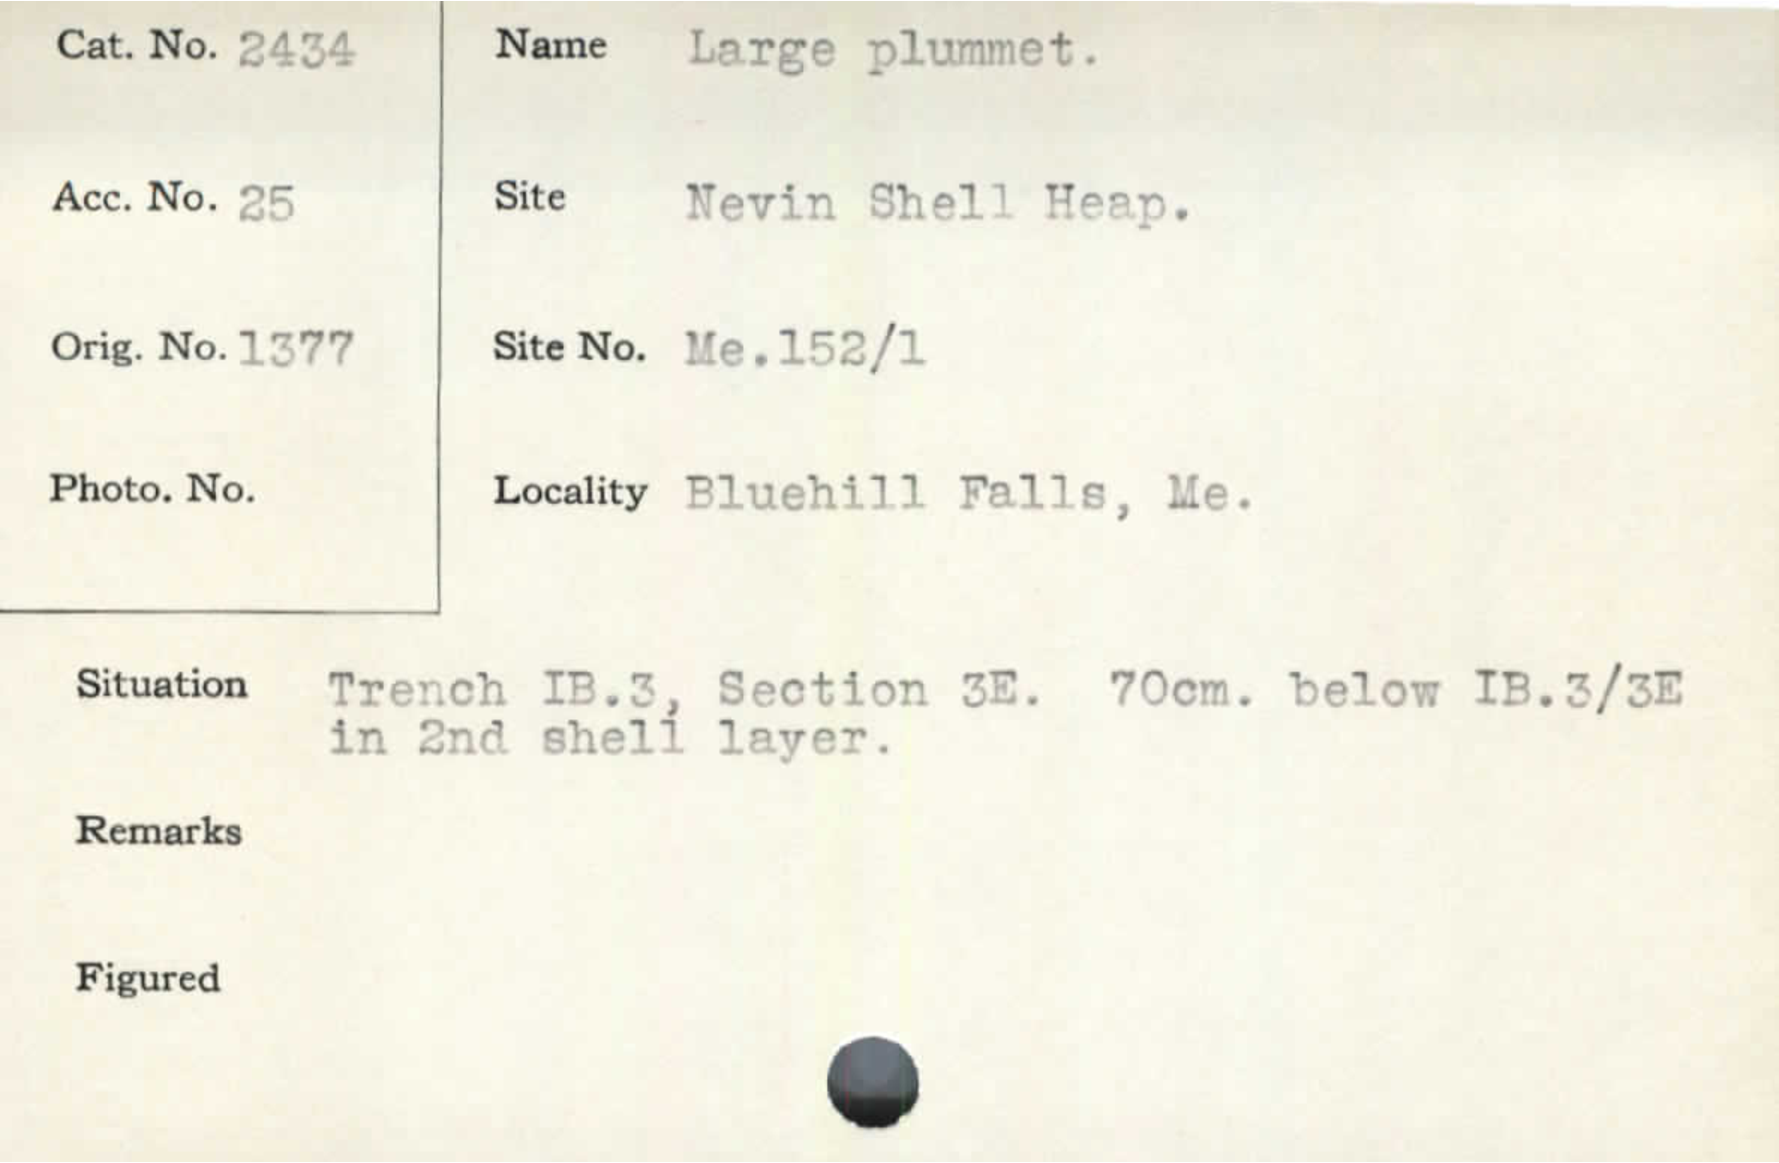 Cat. No. 2434
Acc. No. 25
Orig. No. 1377
Photo. No.
Name Large plummet.
Site Nevin Shell Heap.
Site No. Me.152/1
Locality Bluehill Falls, Me.
Situation Trench IB.3, Section 3E. 70cm. below IB.3/3E
in 2nd shell layer.
Remarks
Figured